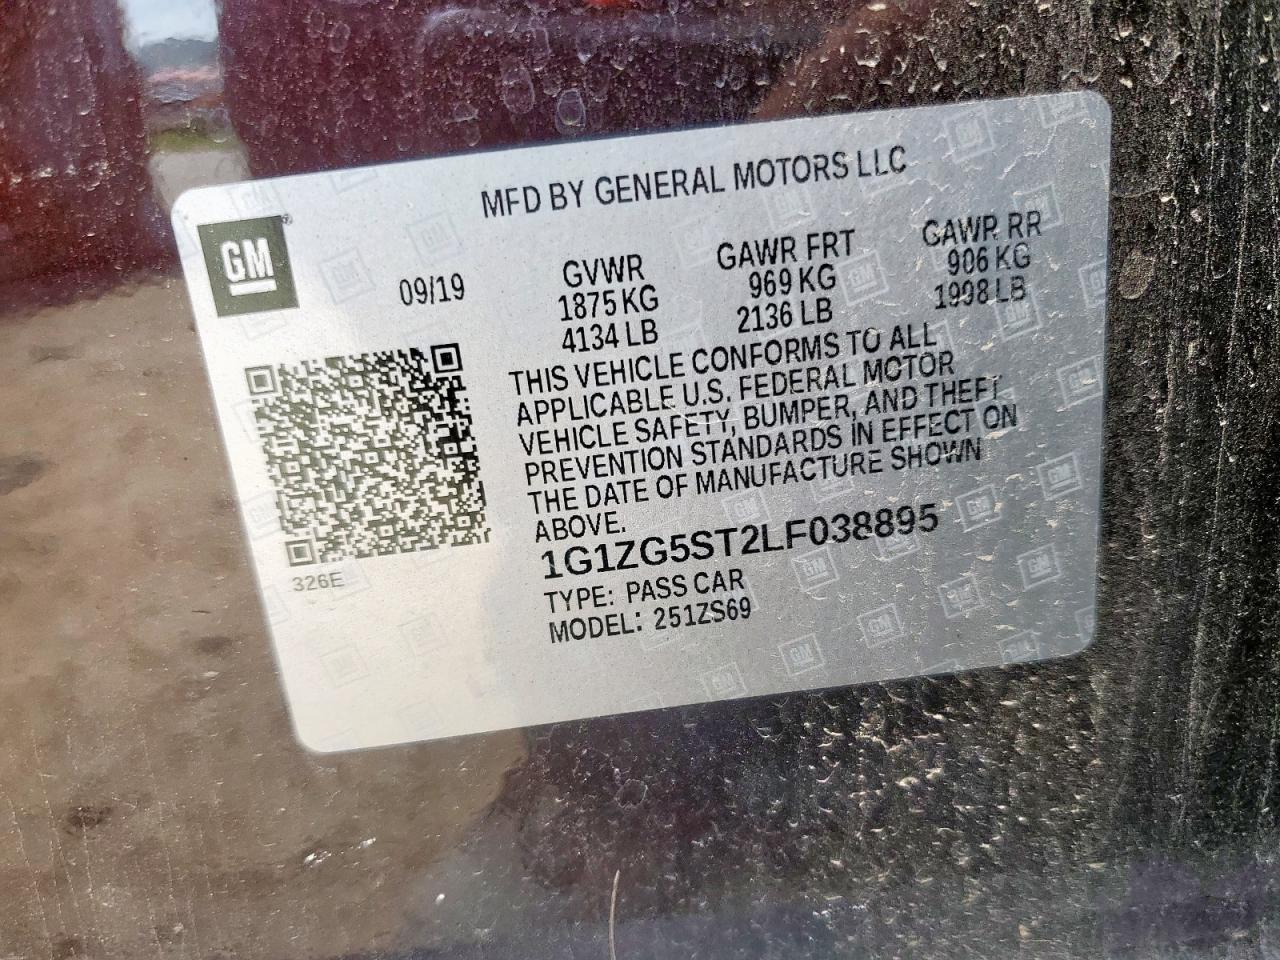 MFD BY GENERAL MOTORS LLC
GM®
09/19
GVWR
1875 KG
4134 LB
GAWR FRT
969 KG
2136 LB
GAWR RR
906 KG
1998 LB
THIS VEHICLE CONFORMS TO ALL
APPLICABLE U.S. FEDERAL MOTOR
VEHICLE SAFETY, BUMPER, AND THEFT
PREVENTION STANDARDS IN EFFECT ON
THE DATE OF MANUFACTURE SHOWN
ABOVE.
1G1ZG5ST2LF038895
TYPE: PASS CAR
MODEL: 251ZS69
326E